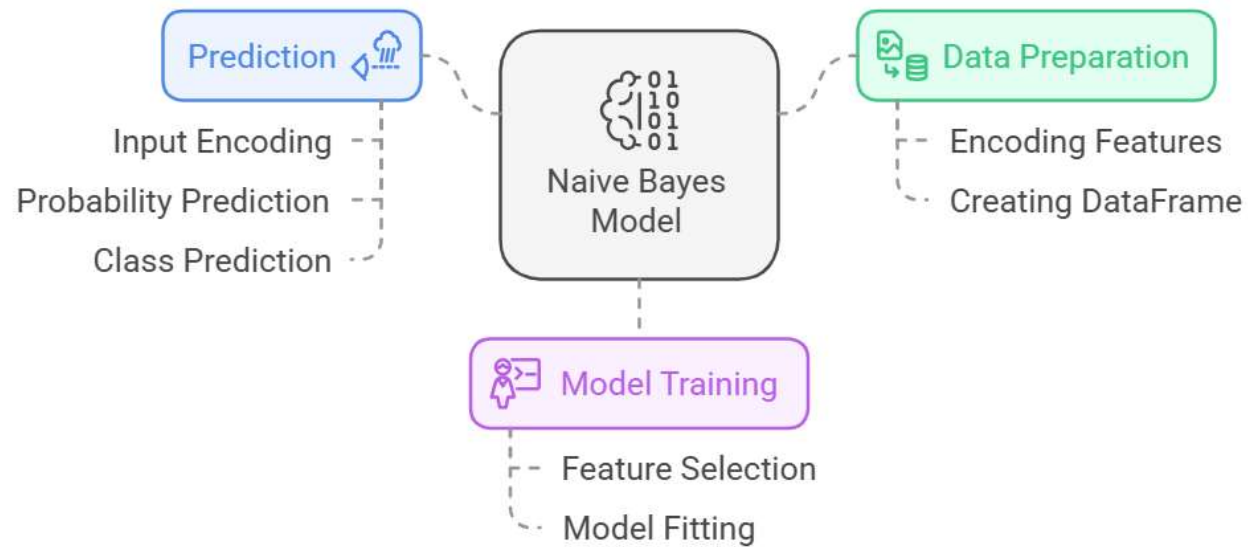 Prediction
Input Encoding
Probability Prediction
Class Prediction
01
10
01
01
Naive Bayes
Model
Data Preparation
Encoding Features
Creating DataFrame
Model Training
Feature Selection
Model Fitting